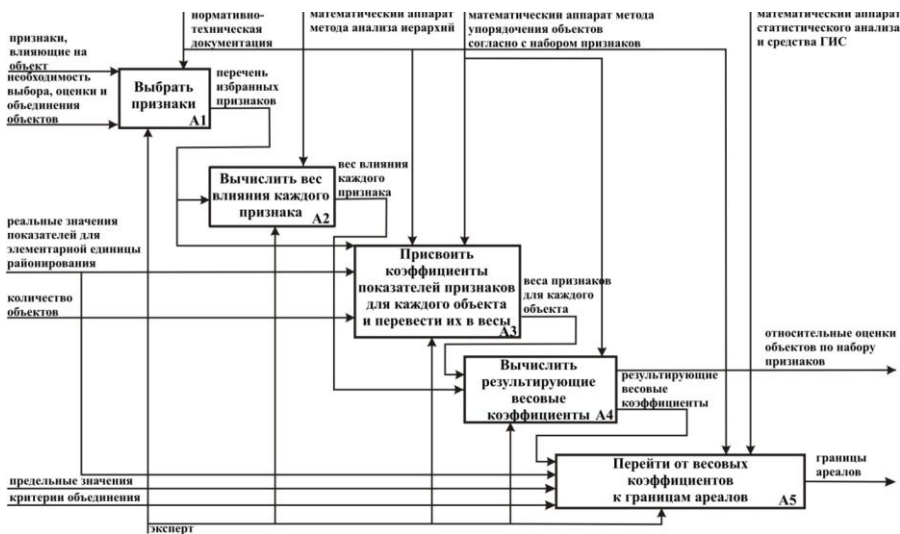 нормативно-
техническая
документация
математический аппарат
метода анализа иерархий
математический аппарат метода
упорядочения объектов
согласно с набором признаков
математический аппарат
статистического анализа
и средства ГИС
признаки,
влияющие на
объект
необходимость
выбора, оценки и
объединения
объектов
Выбрать
признаки
А1
перечень
избранных
признаков
Вычислить вес
влияния каждого
признака
А2
вес влияния
каждого
признака
реальные значения
показателей для
элементарной единицы
районирования
количество
объектов
Присвоить
коэффициенты
показателей признаков
для каждого объекта
и перевести их в весы
А3
веса признаков
для каждого
объекта
Вычислить
результирующие
весовые
коэффициенты
А4
относительные оценки
объектов по набору
признаков
результирующие
весовые
коэффициенты
Перейти от весовых
коэффициентов
к границам ареалов
А5
границы
ареалов
предельные значения
критерии объединения
эксперт